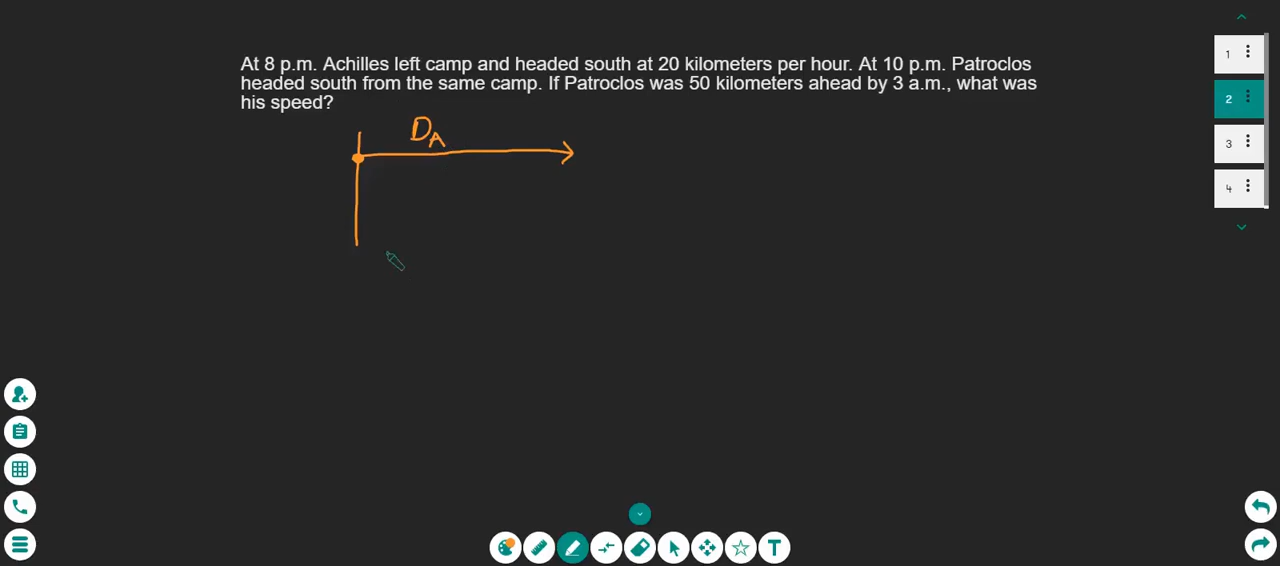 At 8 p.m. Achilles left camp and headed south at 20 kilometers per hour. At 10 p.m. Patroclos
headed south from the same camp. If Patroclos was 50 kilometers ahead by 3 a.m., what was
his speed?
D_A
1
2
3
4
T